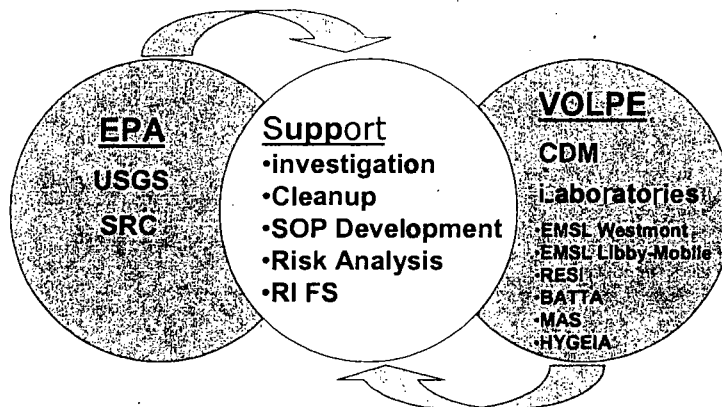 EPA
USGS
SRC
Support
•investigation
•Cleanup
•SOP Development
•Risk Analysis
•RI FS
VOLPE
CDM
Laboratories
•EMSL Westmont
•EMSL Libby-Mobile
•RESI
•BATTA
•MAS
•HYGEIA